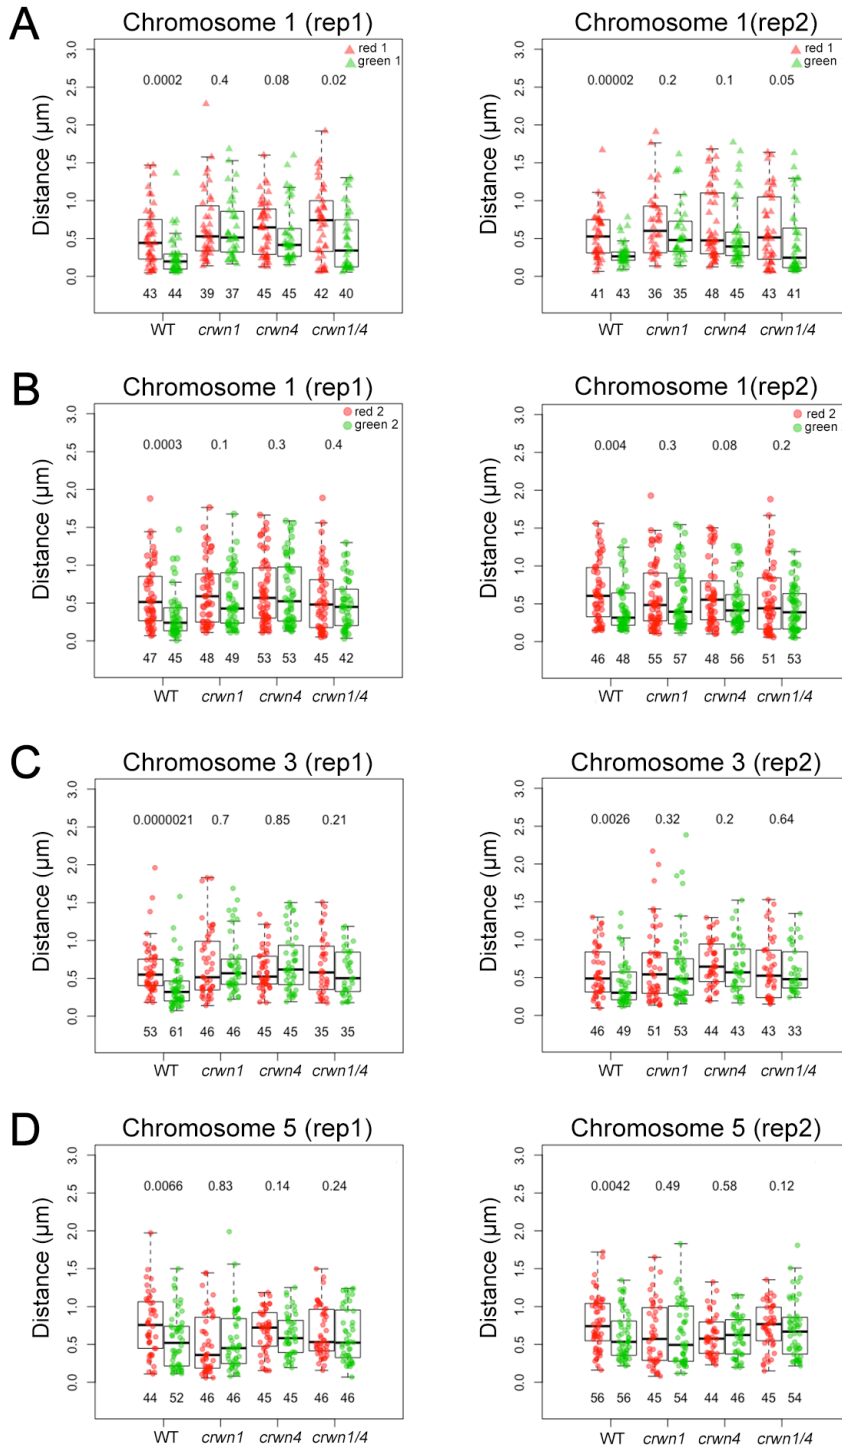 A
Chromosome 1 (rep1)
Distance (μm)
3.0
2.5
2.0
1.5
1.0
0.5
0.0
red 1
green 1
0.0002 0.4 0.08 0.02
43 44 39 37 45 45 42 40
WT crwn1 crwn4 crwn1/4
Chromosome 1(rep2)
Distance (μm)
3.0
2.5
2.0
1.5
1.0
0.5
0.0
red 1
green
0.00002 0.2 0.1 0.05
41 43 36 35 48 45 43 41
WT crwn1 crwn4 crwn1/4
B
Chromosome 1 (rep1)
Distance (μm)
3.0
2.5
2.0
1.5
1.0
0.5
0.0
red 2
green 2
0.0003 0.1 0.3 0.4
47 45 48 49 53 53 45 42
WT crwn1 crwn4 crwn1/4
Chromosome 1(rep2)
Distance (μm)
3.0
2.5
2.0
1.5
1.0
0.5
0.0
red 2
green
0.004 0.3 0.08 0.2
46 48 55 57 48 56 51 53
WT crwn1 crwn4 crwn1/4
C
Chromosome 3 (rep1)
Distance (μm)
3.0
2.5
2.0
1.5
1.0
0.5
0.0
0.0000021 0.7 0.85 0.21
53 61 46 46 45 45 35 35
WT crwn1 crwn4 crwn1/4
Chromosome 3 (rep2)
Distance (μm)
3.0
2.5
2.0
1.5
1.0
0.5
0.0
0.0026 0.32 0.2 0.64
46 49 51 53 44 43 43 33
WT crwn1 crwn4 crwn1/4
D
Chromosome 5 (rep1)
Distance (μm)
3.0
2.5
2.0
1.5
1.0
0.5
0.0
0.0066 0.83 0.14 0.24
44 52 46 46 45 45 46 46
WT crwn1 crwn4 crwn1/4
Chromosome 5 (rep2)
Distance (μm)
3.0
2.5
2.0
1.5
1.0
0.5
0.0
0.0042 0.49 0.58 0.12
56 56 45 54 44 46 45 54
WT crwn1 crwn4 crwn1/4